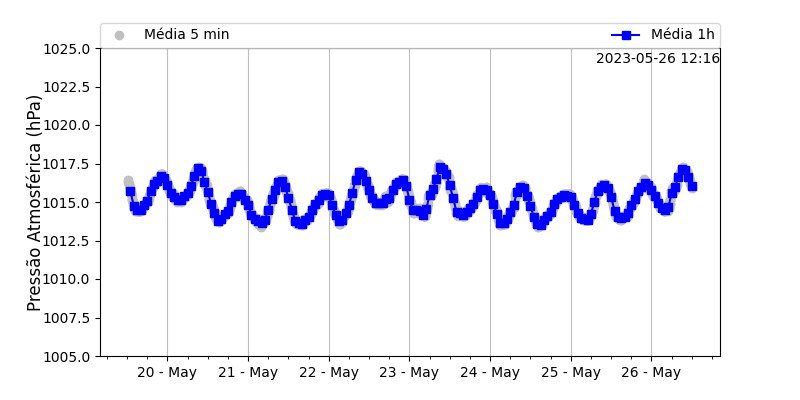 Média 5 min
Média 1h
2023-05-26 12:16
Pressão Atmosférica (hPa)
1025.0
1022.5
1020.0
1017.5
1015.0
1012.5
1010.0
1007.5
1005.0
20 - May
21 - May
22 - May
23 - May
24 - May
25 - May
26 - May